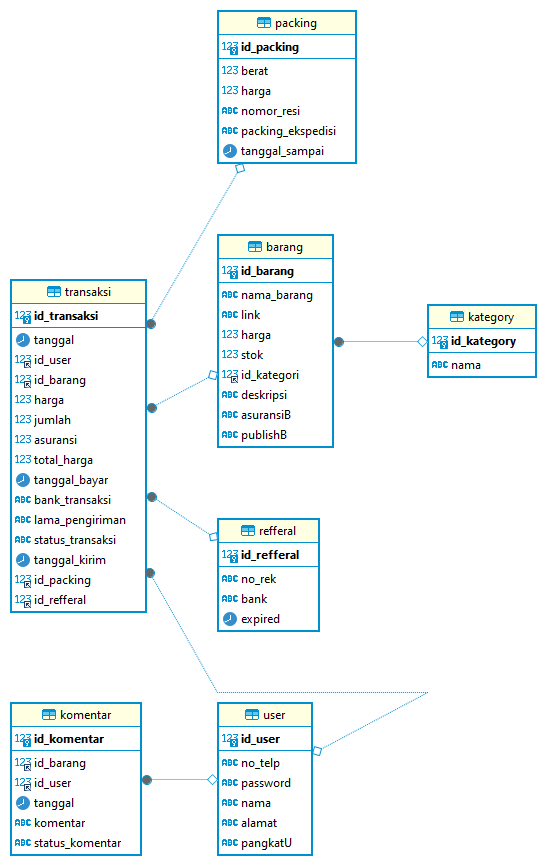 packing
123 id_packing
123 berat
123 harga
ABC nomor_resi
ABC packing_ekspedisi
tanggal_sampai
barang
123 id_barang
ABC nama_barang
ABC link
123 harga
123 stok
123 id_kategori
ABC deskripsi
ABC asuransiB
ABC publishB
transaksi
123 id_transaksi
tanggal
123 id_user
123 id_barang
123 harga
123 jumlah
123 asuransi
123 total_harga
tanggal_bayar
ABC bank_transaksi
ABC lama_pengiriman
ABC status_transaksi
tanggal_kirim
123 id_packing
123 id_refferal
kategory
123 id_kategory
ABC nama
refferal
123 id_refferal
ABC no_rek
ABC bank
expired
komentar
123 id_komentar
123 id_barang
123 id_user
tanggal
ABC komentar
ABC status_komentar
user
123 id_user
ABC no_telp
ABC password
ABC nama
ABC alamat
ABC pangkatU